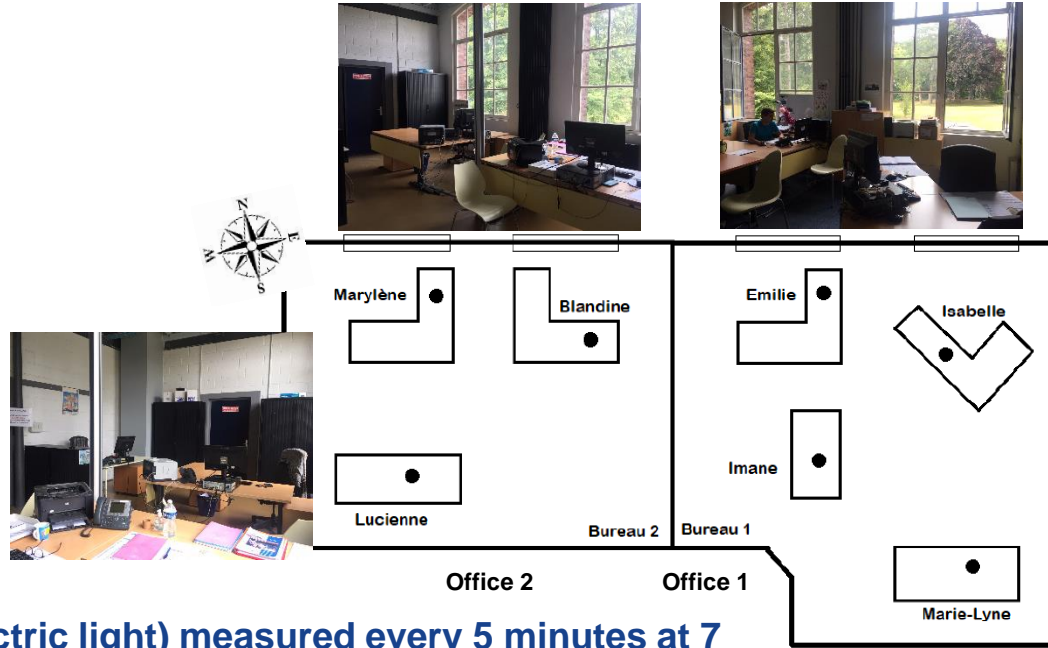 N
E
W
S
Marylène
Blandine
Emilie
Isabelle
Imane
Lucienne
Bureau 2
Bureau 1
Office 2
Office 1
Marie-Lyne
ctric light) measured every 5 minutes at 7